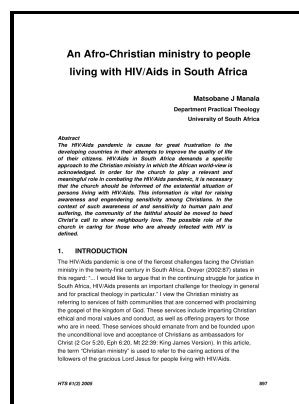 An Afro-Christian ministry to people
living with HIV/Aids in South Africa
Matsobane J Manala
Department Practical Theology
University of South Africa
Abstract
The HIV/Aids pandemic is cause for great frustration to the
developing countries in their attempts to improve the quality of life
of their citizens. HIV/Aids in South Africa demands a specific
approach to the Christian ministry in which the African world-view is
acknowledged. In order for the church to play a relevant and
meaningful role in combating the HIV/Aids pandemic, it is necessary
that the church should be informed of the existential situation of
persons living with HIV/Aids. This information is vital for raising
awareness and engendering sensitivity among Christians. In the
context of such awareness of and sensitivity to human pain and
suffering, the community of the faithful should be moved to heed
Christ's call to show neighbourly love. The possible role of the
church in caring for those who are already infected with HIV is
defined.
1. INTRODUCTION
The HIV/Aids pandemic is one of the fiercest challenges facing the Christian
ministry in the twenty-first century in South Africa. Dreyer (2002:87) states in
this regard: "... I would like to argue that in the continuing struggle for justice in
South Africa, HIV/Aids presents an important challenge for theology in general
and for practical theology in particular." I view the Christian ministry as
referring to services of faith communities that are concerned with proclaiming
the gospel of the kingdom of God. These services include imparting Christian
ethical and moral values and conduct, as well as offering prayers for those
who are in need. These services should emanate from and be founded upon
the unconditional love and acceptance of Christians as ambassadors for
Christ (2 Cor 5:20, Eph 6:20, Mt 22:39: King James Version). In this article,
the term "Christian ministry" is used to refer to the caring actions of the
followers of the gracious Lord Jesus for people living with HIV/Aids.
HTS 61(3) 2005 897